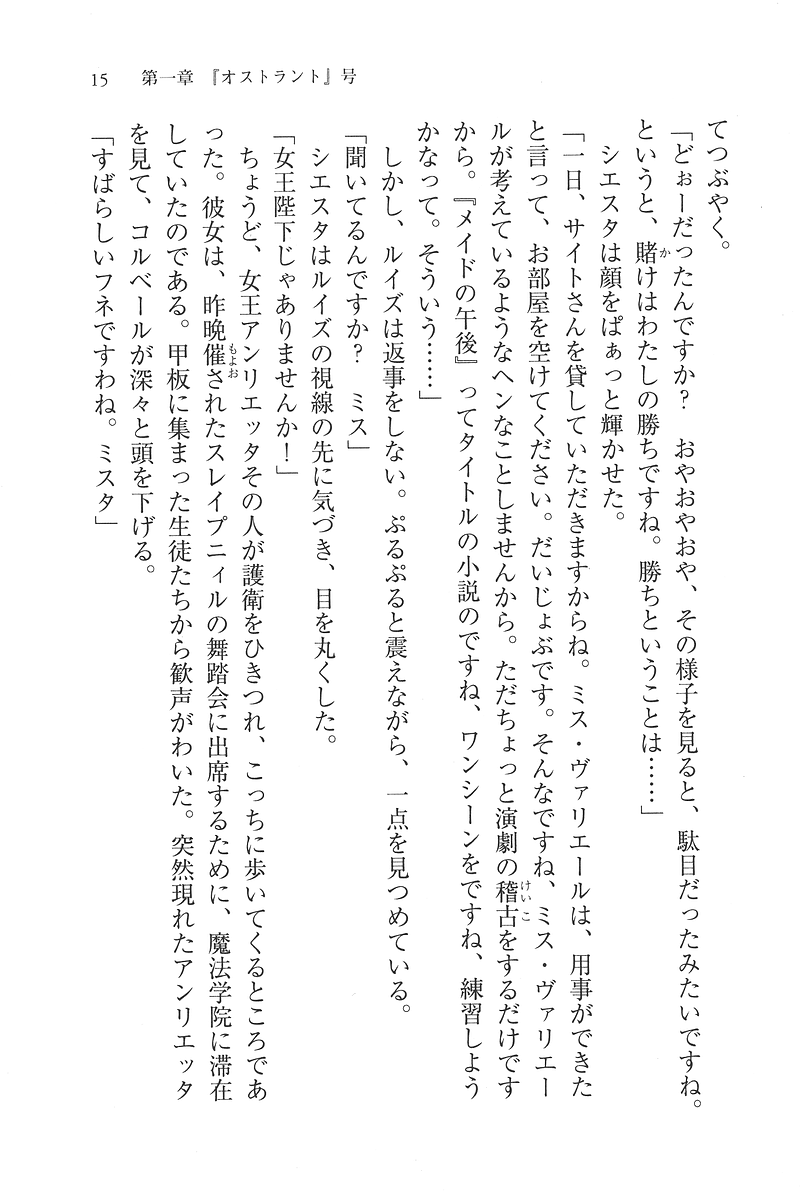 15　第一章　『オストラント』号
てつぶやく。
「どぉーだったんですか？　おやおやおや、その様子を見ると、駄目だったみたいですね。
というと、賭けはわたしの勝ちですね。勝ちということは……」
　シエスタは顔をぱぁっと輝かせた。
「一日、サイトさんを貸していただきますからね。ミス・ヴァリエールは、用事ができた
と言って、お部屋を空けてください。だいじょぶです。そんなですね、ミス・ヴァリエー
ルが考えているようなヘンなことしませんから。ただちょっと演劇の稽古をするだけです
から。『メイドの午後』ってタイトルの小説のですね、ワンシーンをですね、練習しよう
かなって。そういう……」
　しかし、ルイズは返事をしない。ぷるぷると震えながら、一点を見つめている。
「聞いてるんですか？　ミス」
　シエスタはルイズの視線の先に気づき、目を丸くした。
「女王陛下じゃありませんか！」
　ちょうど、女王アンリエッタその人が護衛をひきつれ、こっちに歩いてくるところであ
った。彼女は、昨晩催されたスレイプニィルの舞踏会に出席するために、魔法学院に滞在
していたのである。甲板に集まった生徒たちから歓声がわいた。突然現れたアンリエッタ
を見て、コルベールが深々と頭を下げる。
「すばらしいフネですわね。ミスタ」
か
けいこ
もよお